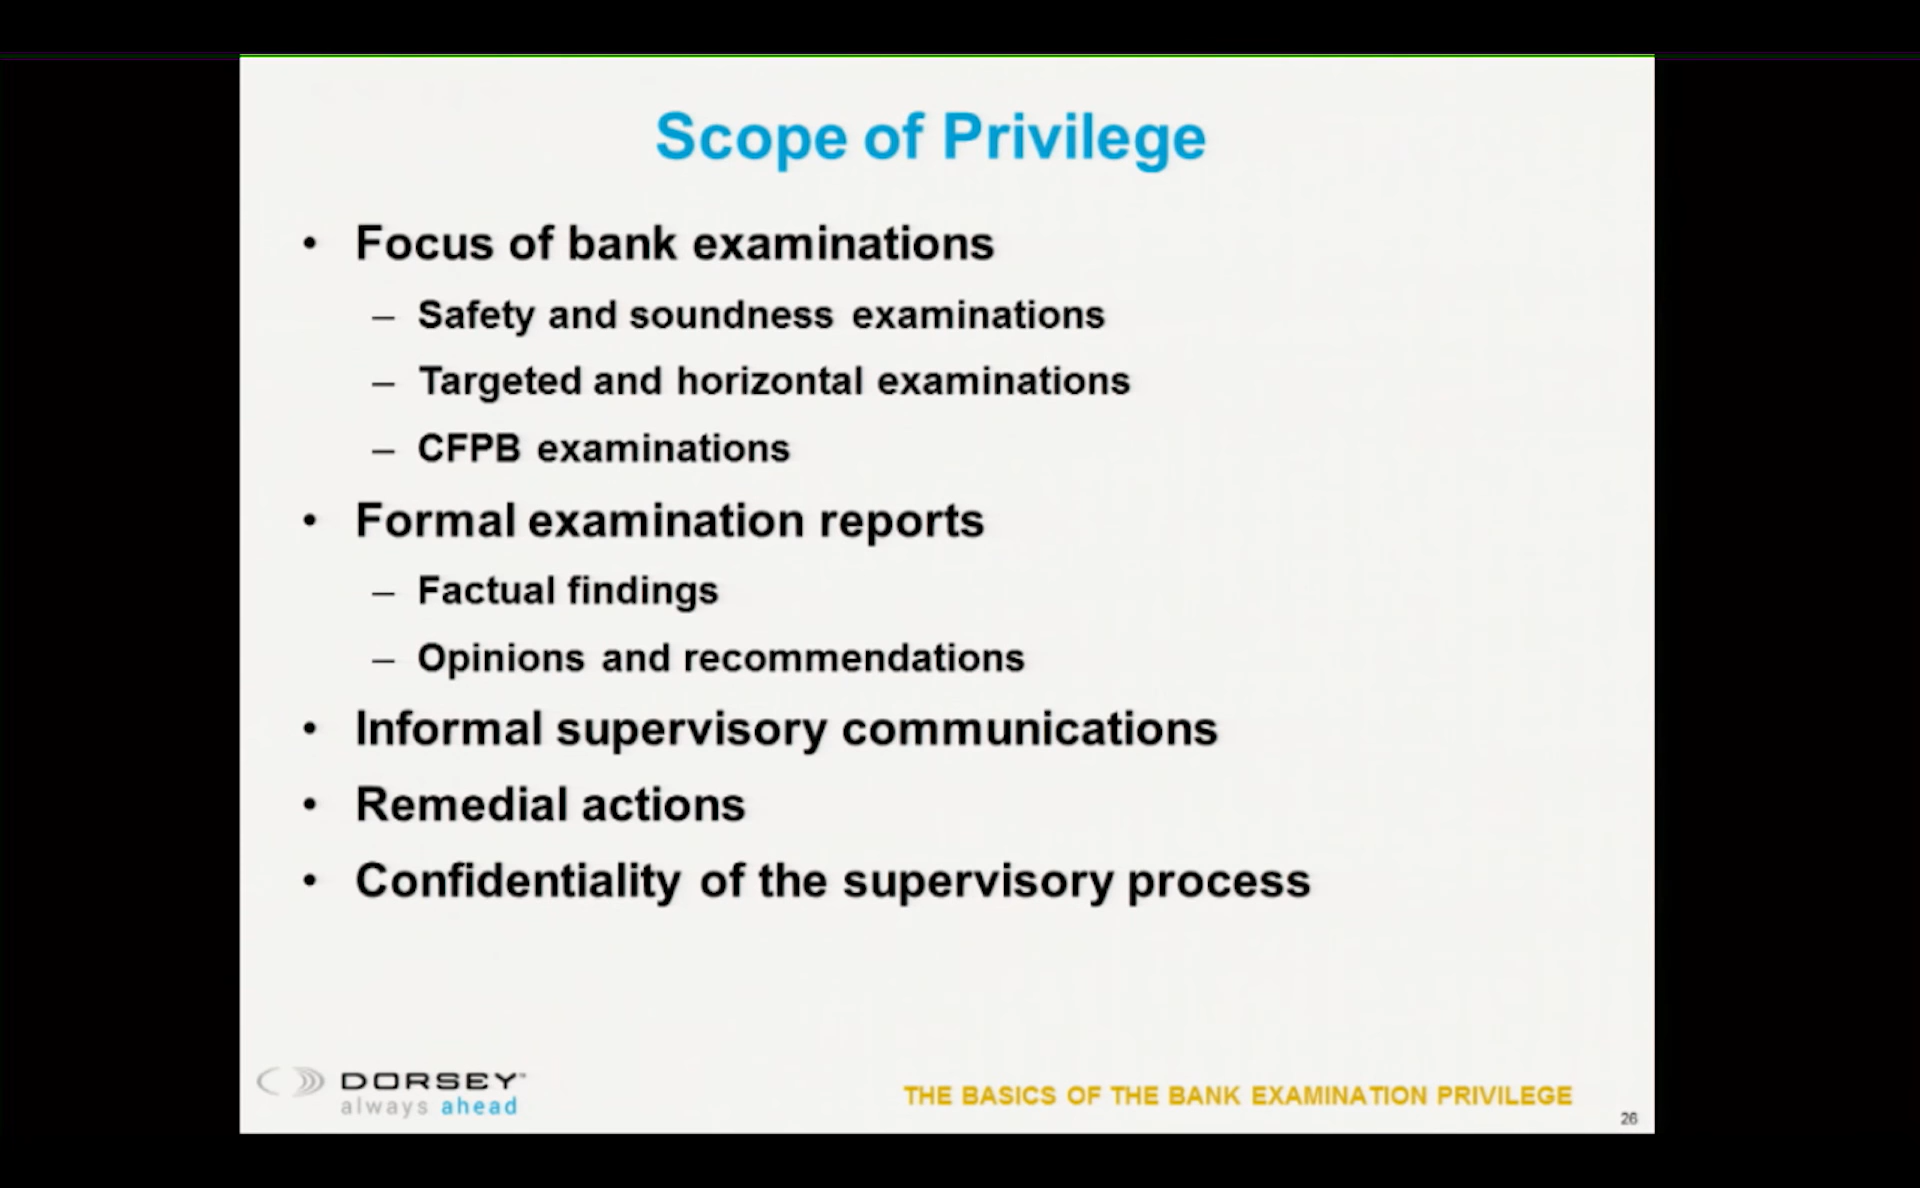 Scope of Privilege
• Focus of bank examinations
– Safety and soundness examinations
– Targeted and horizontal examinations
– CFPB examinations
• Formal examination reports
– Factual findings
– Opinions and recommendations
• Informal supervisory communications
• Remedial actions
• Confidentiality of the supervisory process
DORSEY™
always ahead
THE BASICS OF THE BANK EXAMINATION PRIVILEGE
26